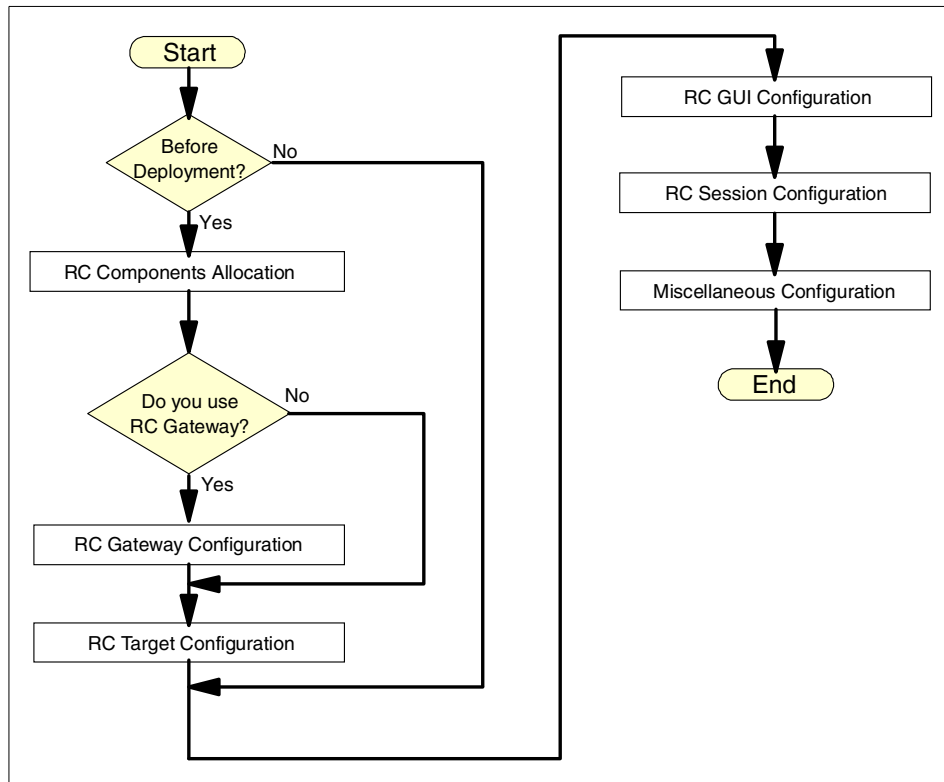 Start
Before
Deployment?
No
Yes
RC Components Allocation
Do you use
RC Gateway?
No
Yes
RC Gateway Configuration
RC Target Configuration
RC GUI Configuration
RC Session Configuration
Miscellaneous Configuration
End